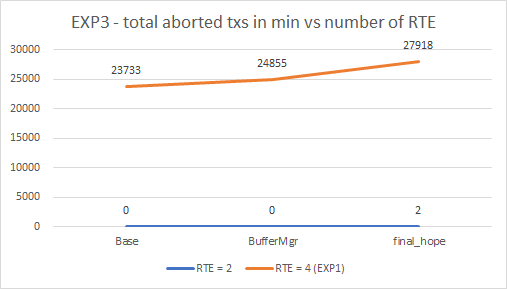 EXP3 - total aborted txs in min vs number of RTE
30000
25000
20000
15000
10000
5000
0
23733
24855
27918
0
0
2
Base
BufferMgr
final_hope
RTE = 2
RTE = 4 (EXP1)